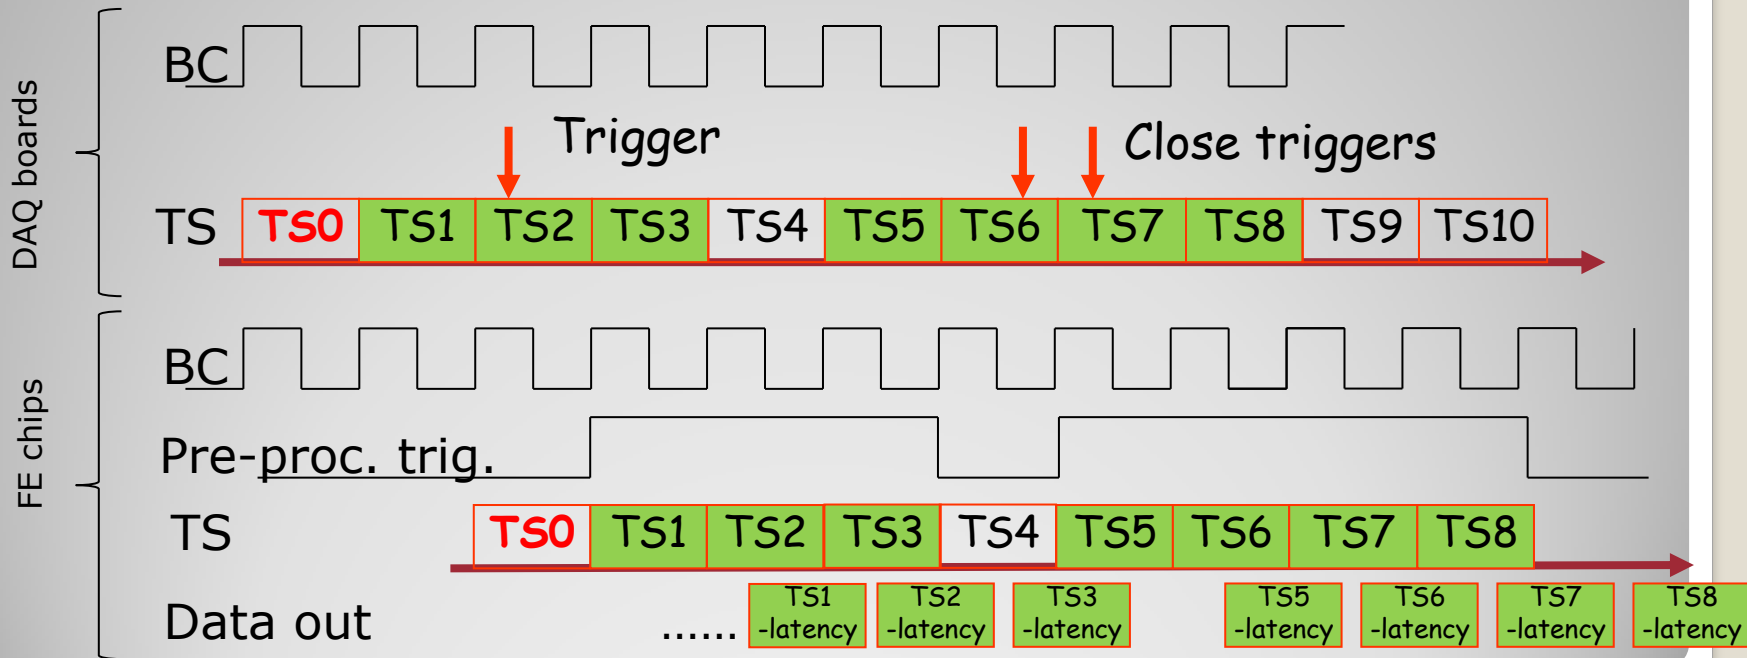 DAQ boards
BC
Trigger
Close triggers
TS
TS0 TS1 TS2 TS3 TS4 TS5 TS6 TS7 TS8 TS9 TS10
FE chips
BC
Pre-proc. trig.
TS
TS0 TS1 TS2 TS3 TS4 TS5 TS6 TS7 TS8
Data out
......
TS1
-latency
TS2
-latency
TS3
-latency
TS5
-latency
TS6
-latency
TS7
-latency
TS8
-latency